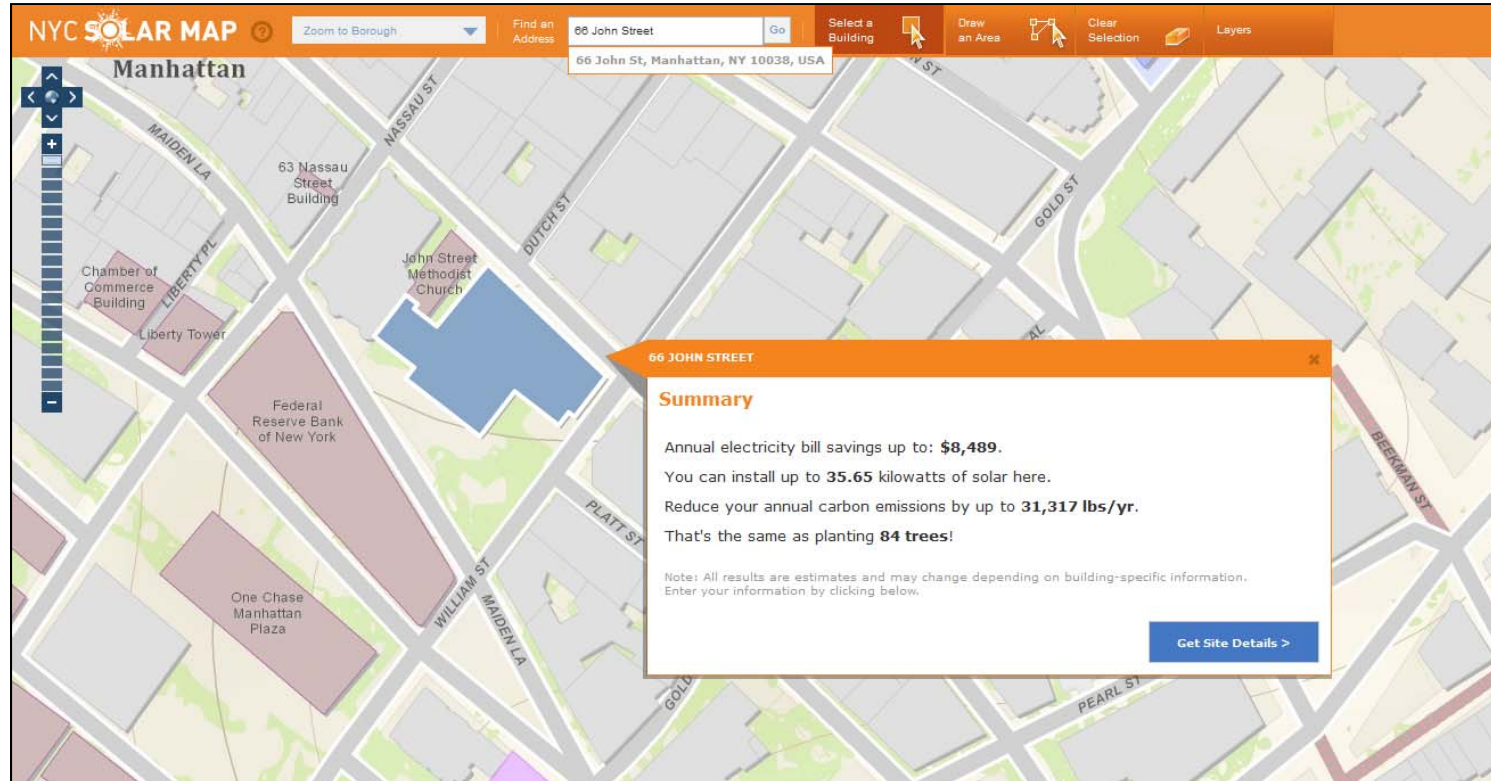 NYC SOLAR MAP ?
Zoom to Borough
Find an
Address
66 John Street
Go
Select a
Building
Draw
an Area
Clear
Selection
Layers
66 John St, Manhattan, NY 10038, USA
Manhattan
NASSAU ST
MAIDEN LA
63 Nassau
Street
Building
DUTCH ST
GOLD ST
LIBERTY PL
John Street
Methodist
Church
Chamber of
Commerce
Building
Liberty Tower
66 JOHN STREET
Summary
Annual electricity bill savings up to: $8,489.
You can install up to 35.65 kilowatts of solar here.
Reduce your annual carbon emissions by up to 31,317 lbs/yr.
That's the same as planting 84 trees!
Note: All results are estimates and may change depending on building-specific information.
Enter your information by clicking below.
Get Site Details >
Federal
Reserve Bank
of New York
BEEKMAN ST
PLATT ST
One Chase
Manhattan
Plaza
WILLIAM ST
MAIDEN LA
GOLD
PEARL ST